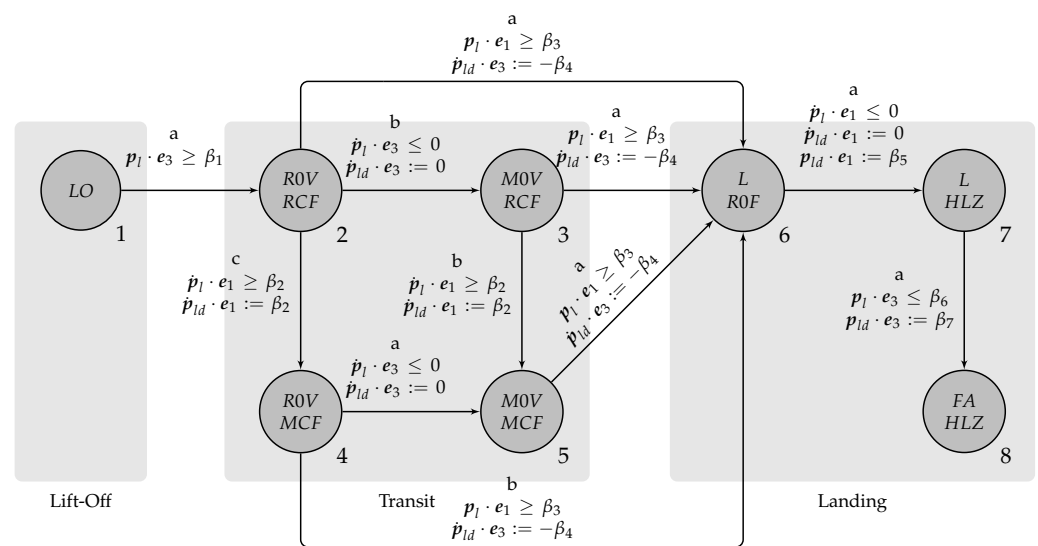 a
p_l · e_1 ≥ β_3
ṗ_ld · e_3 := −β_4
a
p_l · e_3 ≥ β_1
b
ṗ_l · e_3 ≤ 0
ṗ_ld · e_3 := 0
a
p_l · e_1 ≥ β_3
ṗ_ld · e_3 := −β_4
a
ṗ_l · e_1 ≤ 0
ṗ_ld · e_1 := 0
p_ld · e_1 := β_5
LO
1
R0V
RCF
2
M0V
RCF
3
L
R0F
6
L
HLZ
7
c
ṗ_l · e_1 ≥ β_2
ṗ_ld · e_1 := β_2
b
ṗ_l · e_1 ≥ β_2
ṗ_ld · e_1 := β_2
a
p_l · e_1 ≥ β_3
ṗ_ld · e_3 := −β_4
a
p_l · e_3 ≤ β_6
p_ld · e_3 := β_7
a
ṗ_l · e_3 ≤ 0
ṗ_ld · e_3 := 0
R0V
MCF
4
M0V
MCF
5
FA
HLZ
8
Lift-Off
Transit
Landing
b
p_l · e_1 ≥ β_3
ṗ_ld · e_3 := −β_4